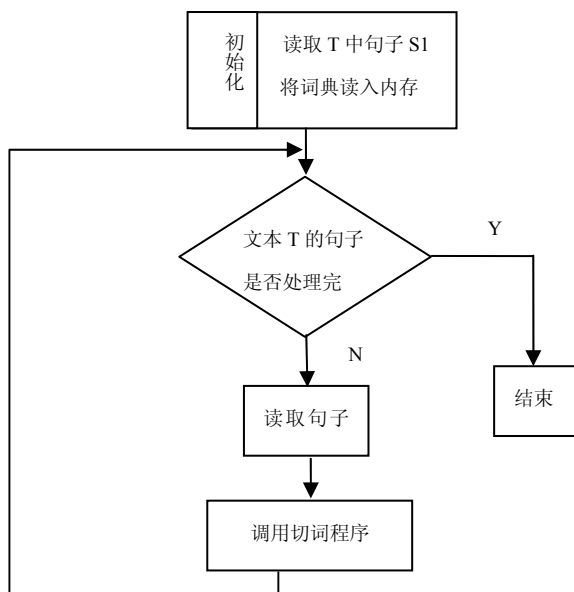 初始化
读取 T 中句子 S1
将词典读入内存
文本 T 的句子
是否处理完
Y
N
读取句子
结束
调用切词程序